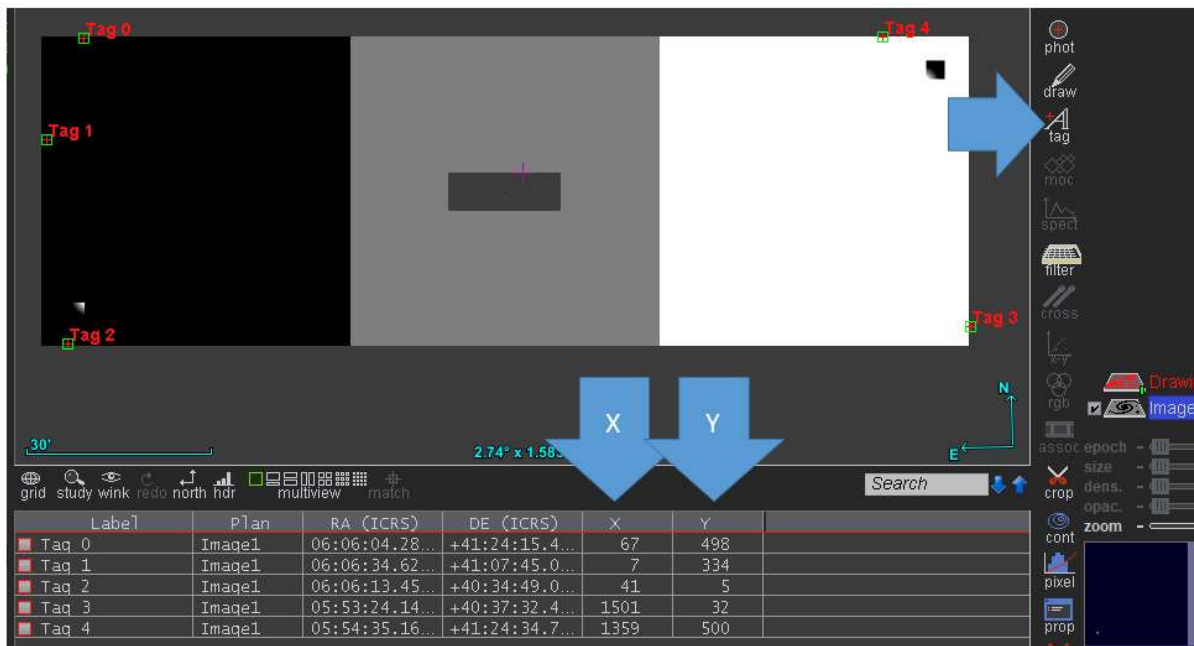 Tag 0
Tag 4
phot
draw
Tag 1
tag
moc
spect
filter
Tag 3
cross
Tag 2
x-y
N
X Y
rgb
Drawi
Image
30'
2.74° x 1.58
E
assoc epoch -
size -
grid study wink redo north hdr multiview match
Search
crop dens. -
opac. -
cont zoom -
Label Plan RA (ICRS) DE (ICRS) X Y
Tag 0 Image1 06:06:04.28... +41:24:15.4... 67 498
Tag 1 Image1 06:06:34.62... +41:07:45.0... 7 334
Tag 2 Image1 06:06:13.45... +40:34:49.0... 41 5
Tag 3 Image1 05:53:24.14... +40:37:32.4... 1501 32
Tag 4 Image1 05:54:35.16... +41:24:34.7... 1359 500
pixel
prop